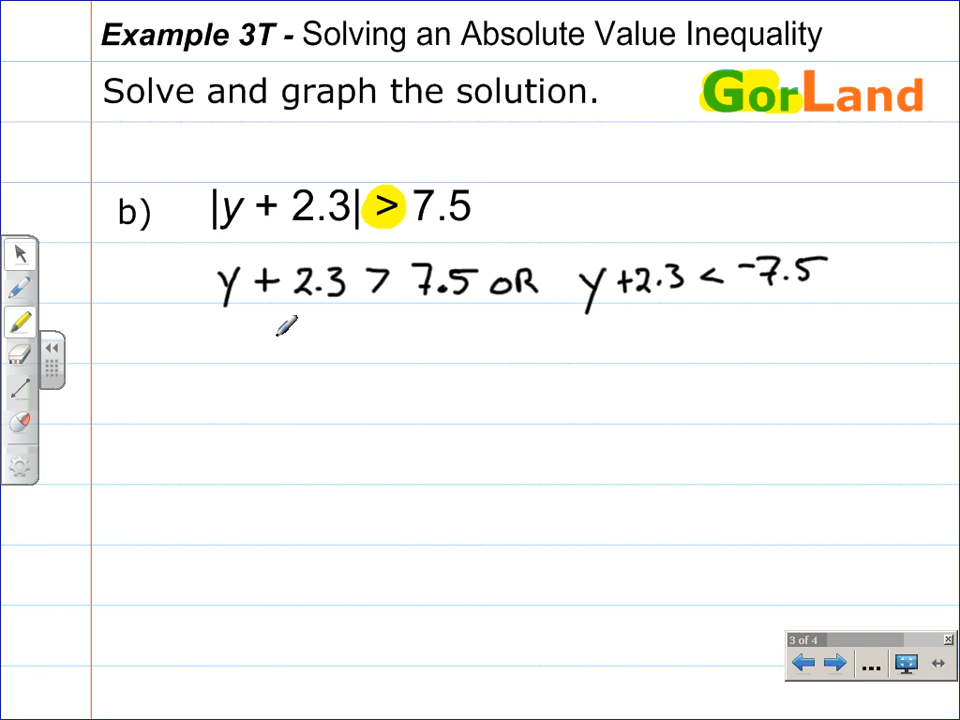 Example 3T - Solving an Absolute Value Inequality
Solve and graph the solution.
GorLand
b) |y + 2.3| > 7.5
y + 2.3 > 7.5 OR y + 2.3 < -7.5
3 of 4
...